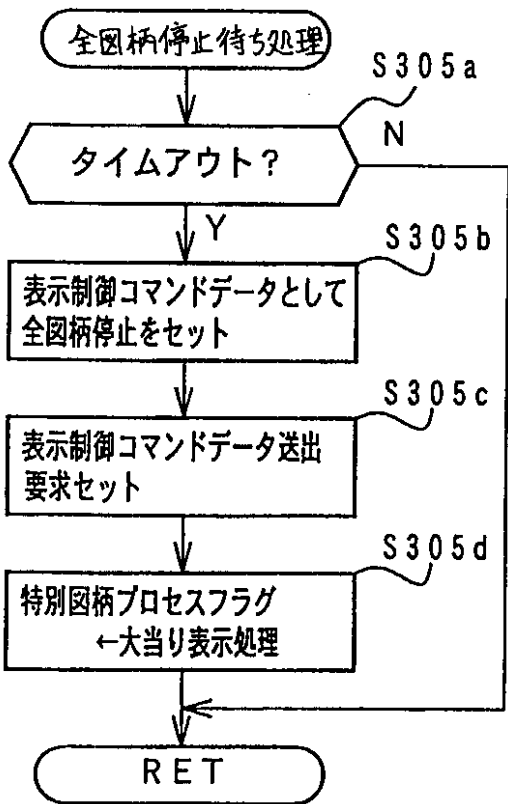 全図柄停止待ち処理
S305a
タイムアウト?
N
Y
S305b
表示制御コマンドデータとして
全図柄停止をセット
S305c
表示制御コマンドデータ送出
要求セット
S305d
特別図柄プロセスフラグ
←大当り表示処理
RET